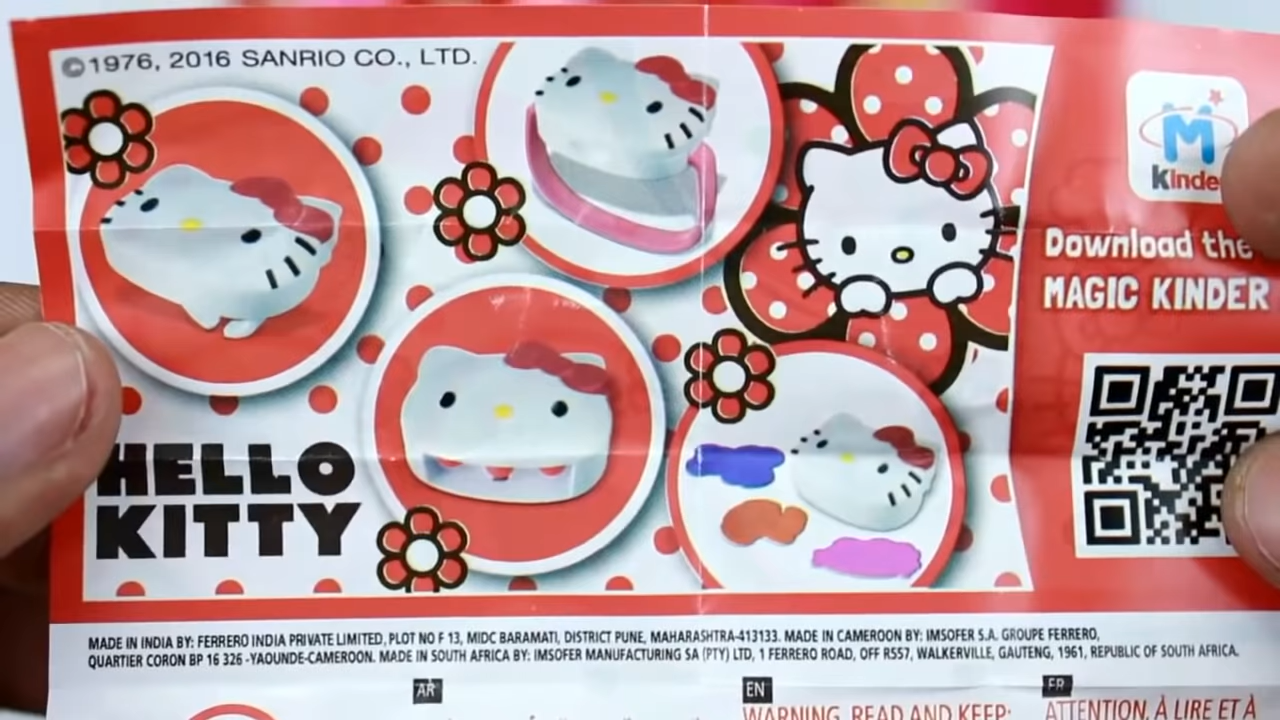 ©1976, 2016 SANRIO CO., LTD.
M
Kinde
Download the
MAGIC KINDER
HELLO
KITTY
MADE IN INDIA BY: FERRERO INDIA PRIVATE LIMITED, PLOT NO F 13, MIDC BARAMATI, DISTRICT PUNE, MAHARASHTRA-413133. MADE IN CAMEROON BY: IMSOFER S.A. GROUPE FERRERO,
QUARTIER CORON BP 16 326 -YAOUNDE-CAMEROON. MADE IN SOUTH AFRICA BY: IMSOFER MANUFACTURING SA (PTY) LTD, 1 FERRERO ROAD, OFF R557, WALKERVILLE, GAUTENG, 1961, REPUBLIC OF SOUTH AFRICA.
AR
EN
FR
WARNING, READ AND KEEP:
ATTENTION, À LIRE ET À